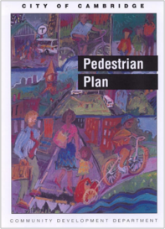 CITY OF CAMBRIDGE
Pedestrian
Plan
COMMUNITY DEVELOPMENT DEPARTMENT